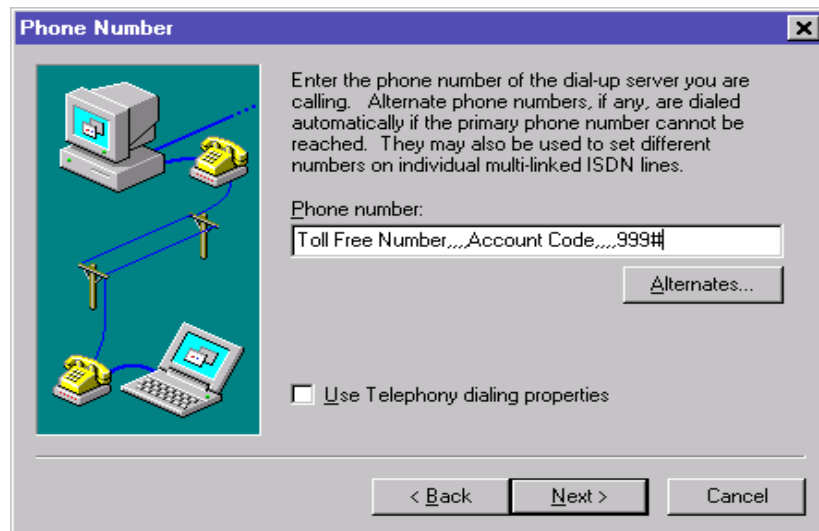 Phone Number
Enter the phone number of the dial-up server you are
calling. Alternate phone numbers, if any, are dialed
automatically if the primary phone number cannot be
reached. They may also be used to set different
numbers on individual multi-linked ISDN lines.
Phone number:
Toll Free Number,,,,Account Code,,,,999#
Alternates...
Use Telephony dialing properties
< Back
Next >
Cancel